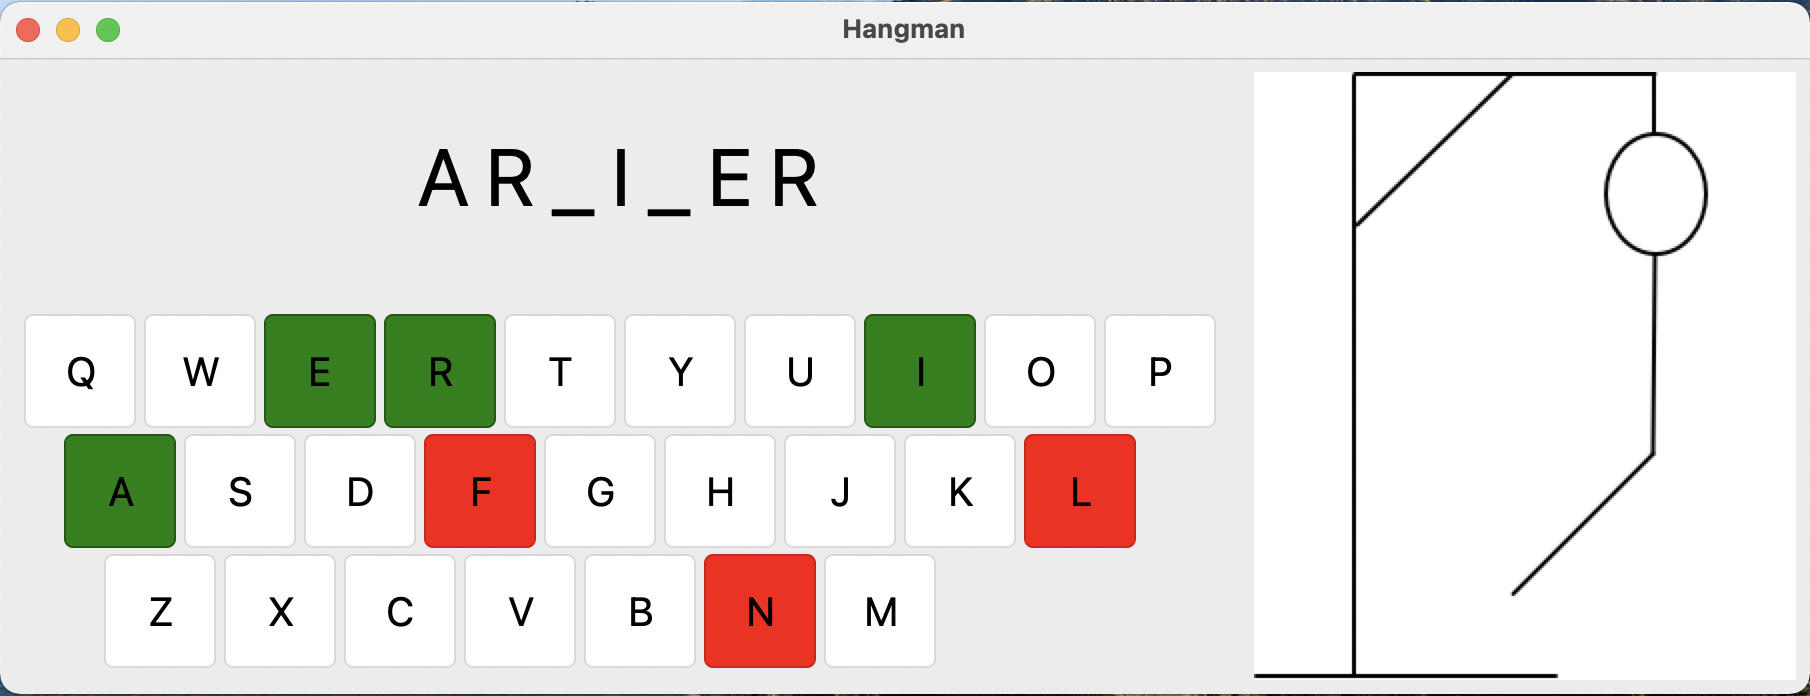 Hangman
A R _ I _ E R
Q W E R T Y U I O P
A S D F G H J K L
Z X C V B N M